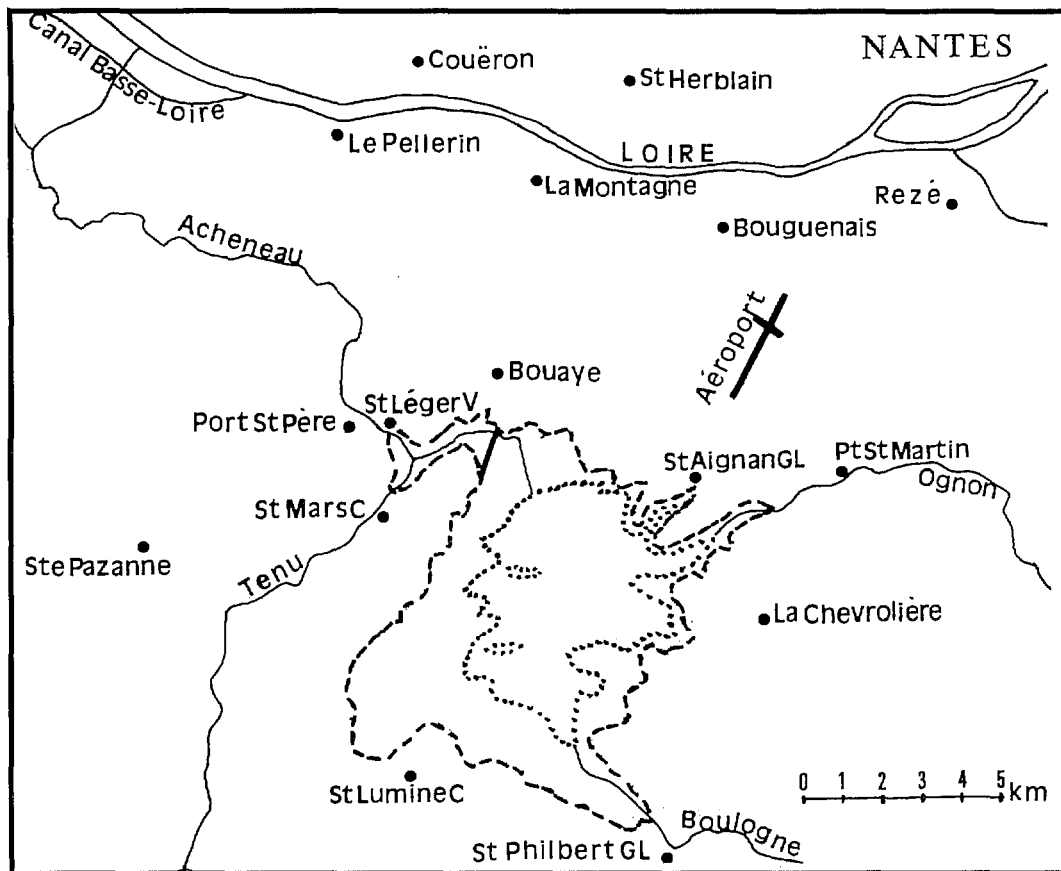 NANTES
Canal Basse-Loire
Couëron
St Herblain
Le Pellerin
LOIRE
La Montagne
Rezé
Bouguenais
Acheneau
Aéroport
Bouaye
St Léger V
Port St Père
St Aignan GL
Pt St Martin
Ognon
St Mars C
Ste Pazanne
Tenu
La Chevrolière
St Lumine C
0 1 2 3 4 5 km
Boulogne
St Philbert GL